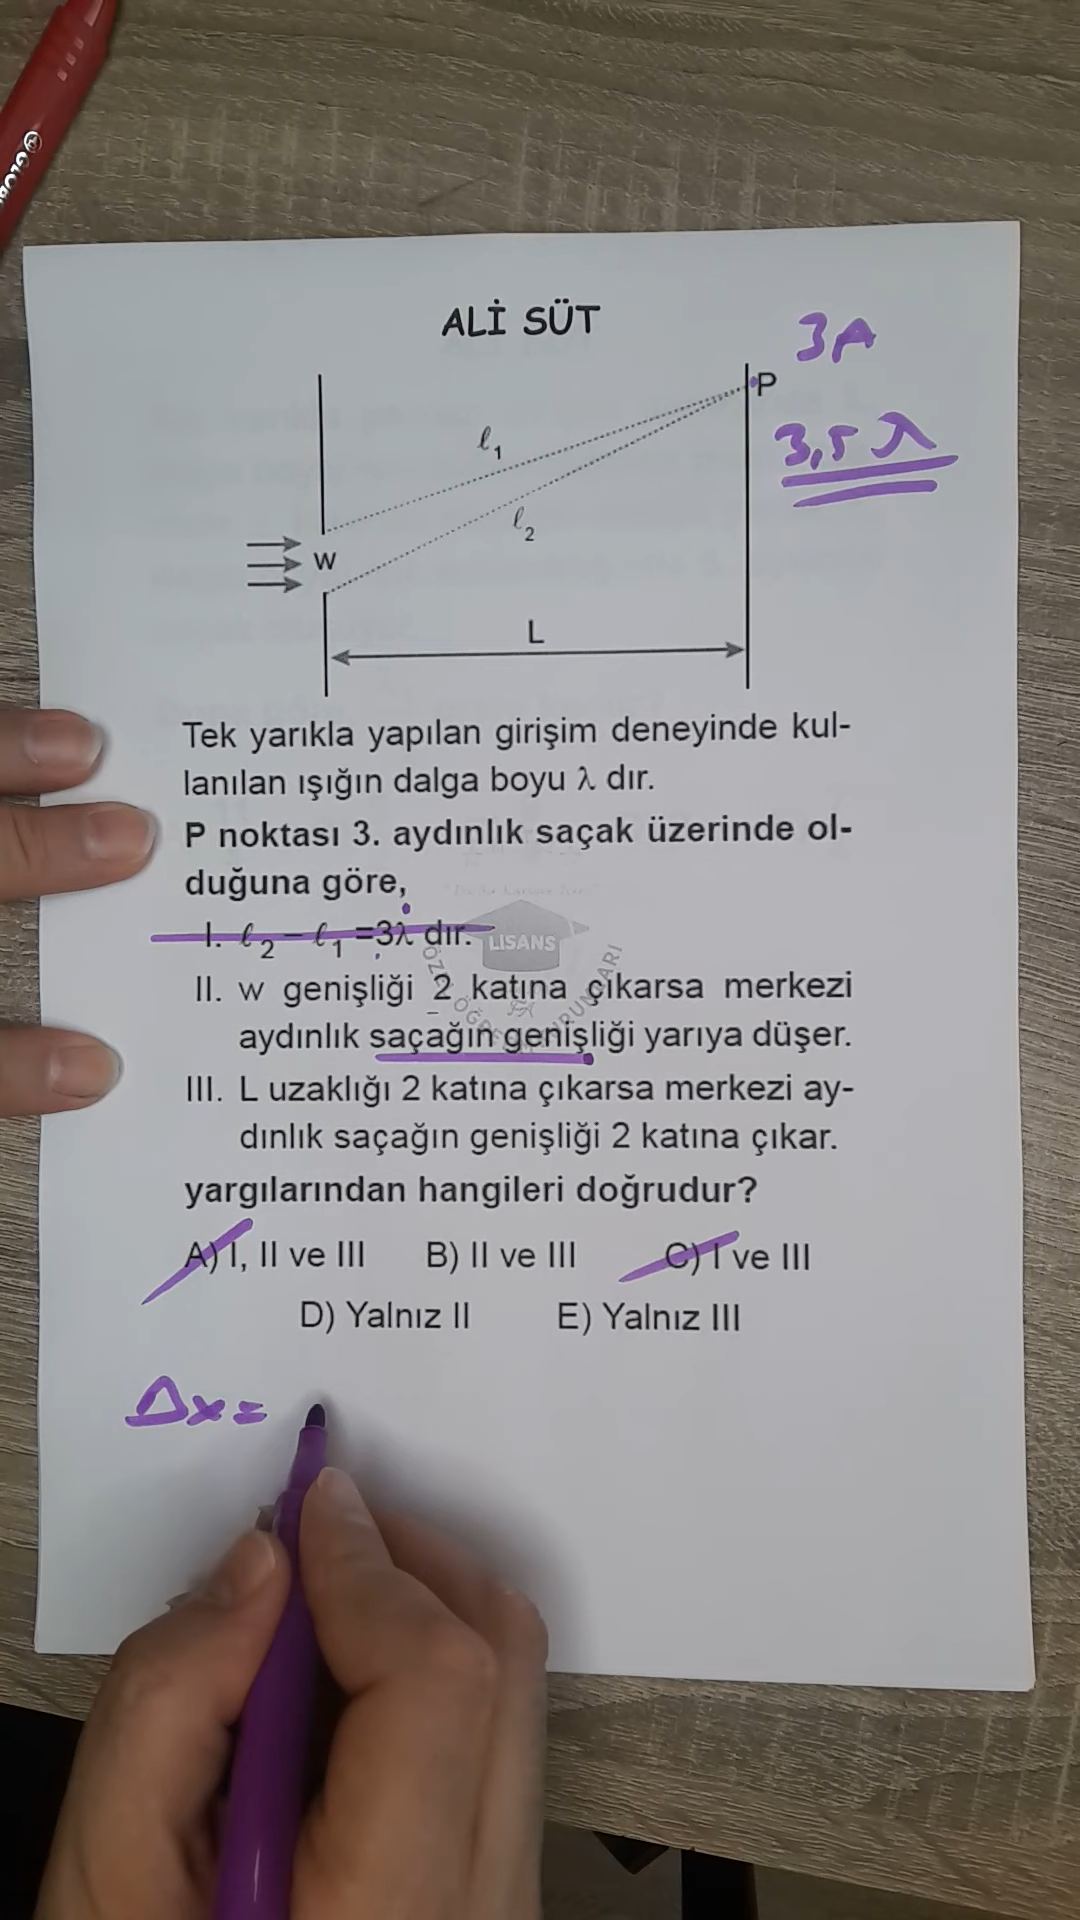 ALİ SÜT
3A
P
3,5 λ
ℓ1
ℓ2
w
L
Tek yarıkla yapılan girişim deneyinde kul-
lanılan ışığın dalga boyu λ dır.
P noktası 3. aydınlık saçak üzerinde ol-
duğuna göre,
I. ℓ2 – ℓ1 =3λ dır.
II. w genişliği 2 katına çıkarsa merkezi
aydınlık saçağın genişliği yarıya düşer.
III. L uzaklığı 2 katına çıkarsa merkezi ay-
dınlık saçağın genişliği 2 katına çıkar.
yargılarından hangileri doğrudur?
A) I, II ve III B) II ve III C) I ve III
D) Yalnız II E) Yalnız III
Δx=
LISANS